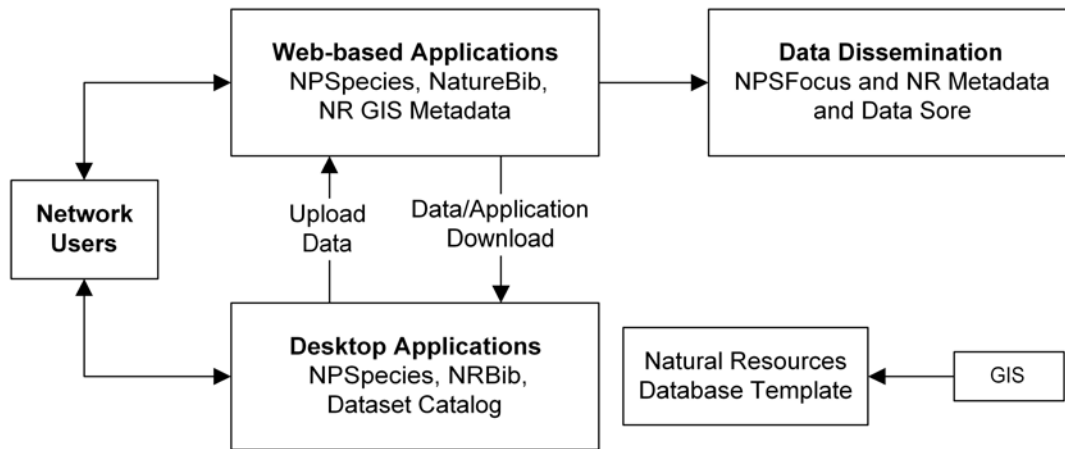 Web-based Applications
NPSpecies, NatureBib,
NR GIS Metadata
Data Dissemination
NPSFocus and NR Metadata
and Data Sore
Network
Users
Upload
Data
Data/Application
Download
Desktop Applications
NPSpecies, NRBib,
Dataset Catalog
Natural Resources
Database Template
GIS